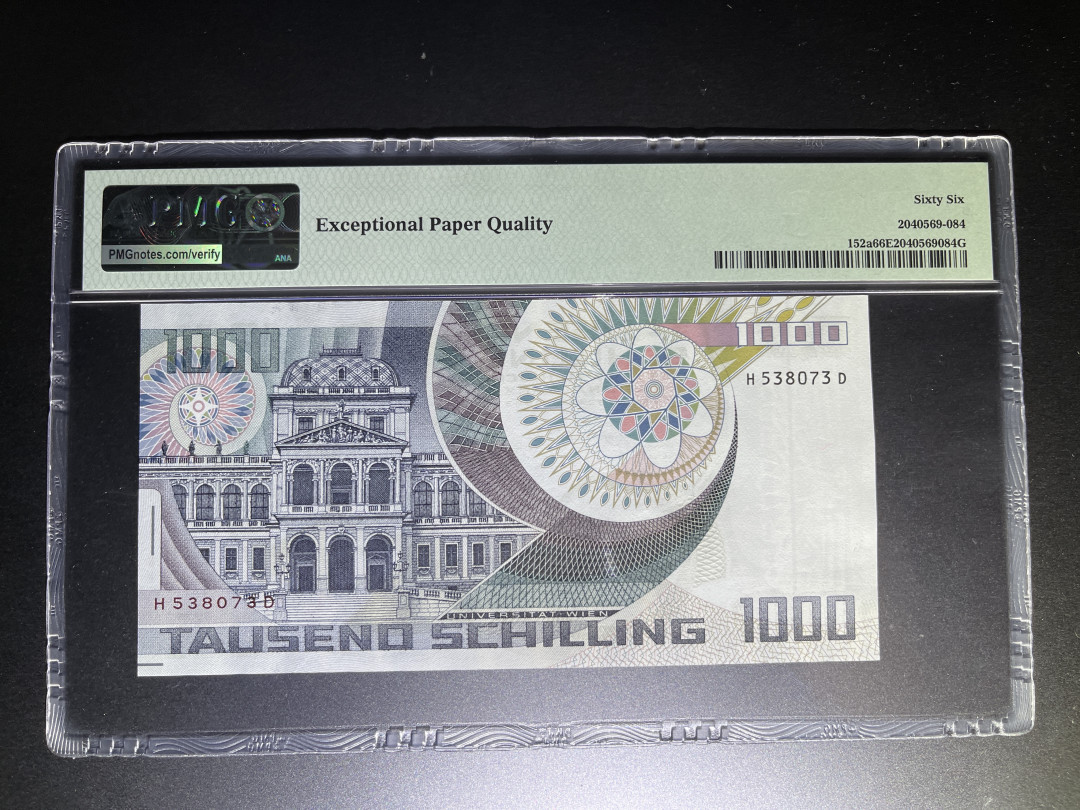 PMG
PMGnotes.com/verify
ANA
Exceptional Paper Quality
Sixty Six
2040569-084
152a66E2040569084G
1000
1000
H 538073 D
H 538073 D
UNIVERSITÄT WIEN
TAUSEND SCHILLING
1000